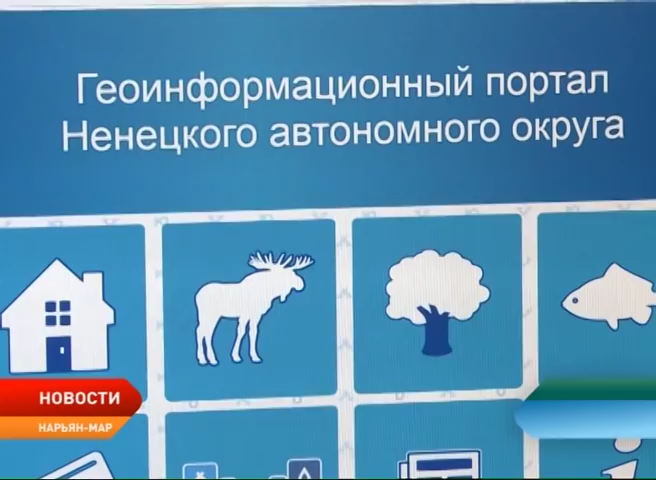 Геоинформационный портал
Ненецкого автономного округа
НОВОСТИ
НАРЬЯН-МАР